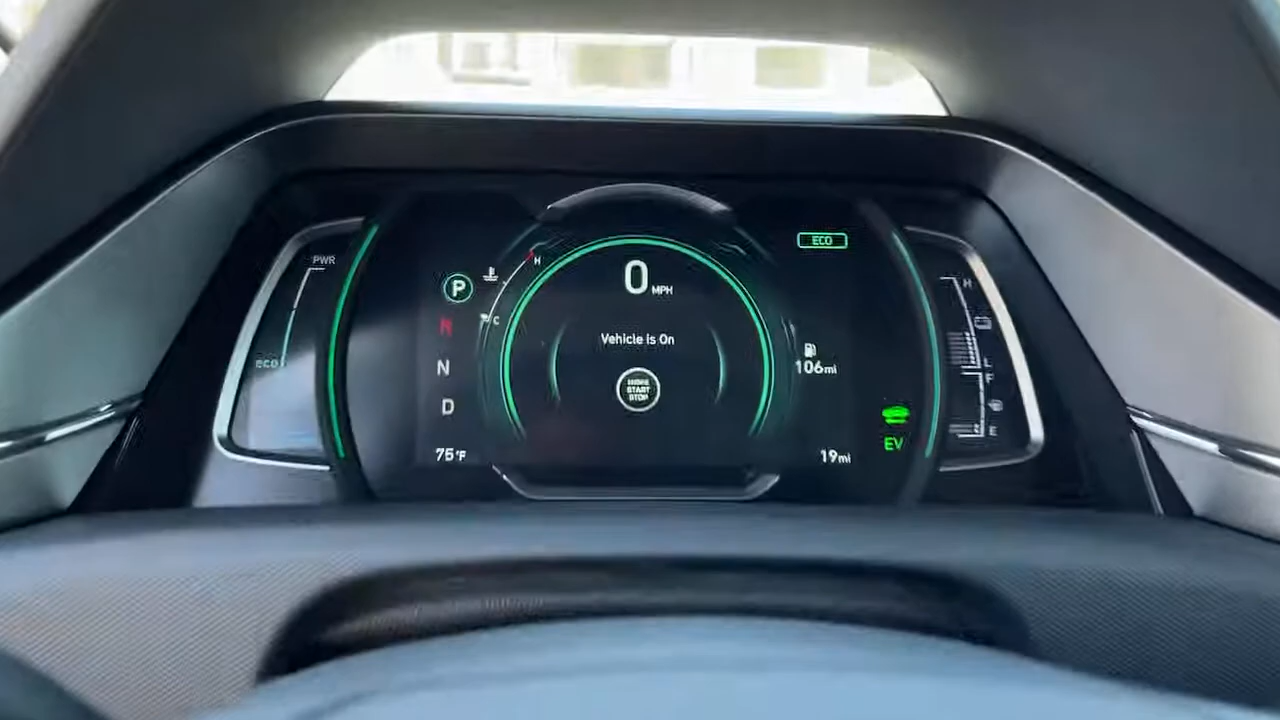 PWR
eco
P
R
N
D
75°F
H
C
0 MPH
Vehicle is On
ENGINE
START
STOP
ECO
106mi
19mi
EV
H
L
F
E